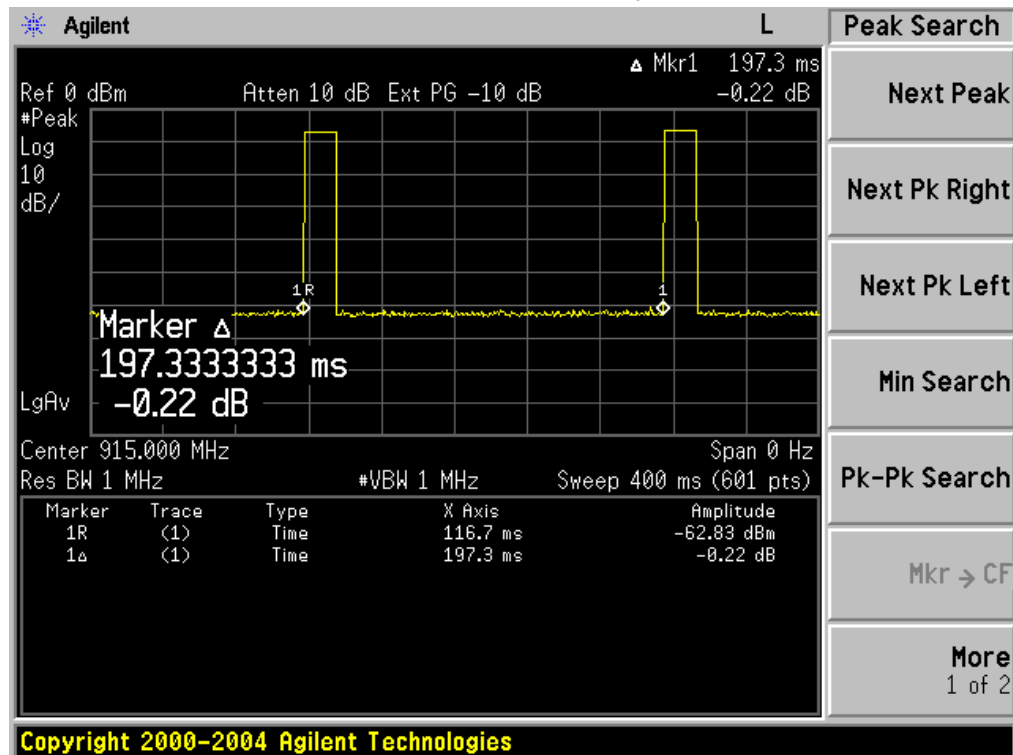 Agilent L Peak Search
▵ Mkr1 197.3 ms
Ref 0 dBm Atten 10 dB Ext PG −10 dB −0.22 dB
#Peak
Log
10
dB/
1R
1
Marker ▵
197.3333333 ms
−0.22 dB
LgAv
Center 915.000 MHz Span 0 Hz
Res BW 1 MHz #VBW 1 MHz Sweep 400 ms (601 pts)
Marker Trace Type X Axis Amplitude
1R (1) Time 116.7 ms −62.83 dBm
1▵ (1) Time 197.3 ms −0.22 dB
Next Peak
Next Pk Right
Next Pk Left
Min Search
Pk-Pk Search
Mkr → CF
More
1 of 2
Copyright 2000-2004 Agilent Technologies